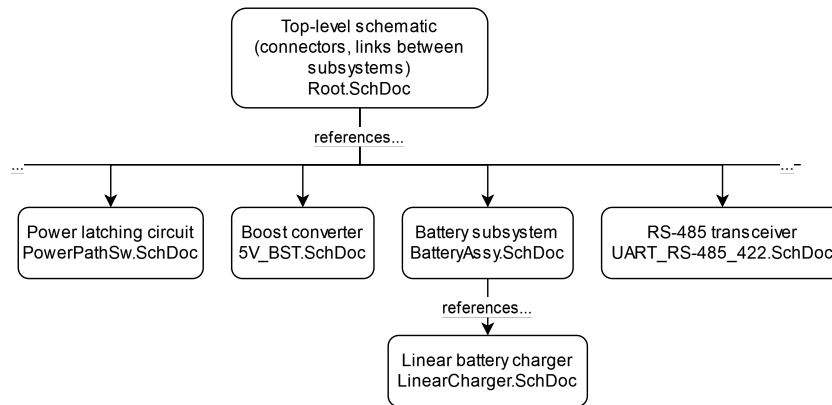 Top-level schematic
(connectors, links between
subsystems)
Root.SchDoc
references...
...
...
Power latching circuit
PowerPathSw.SchDoc
Boost converter
5V_BST.SchDoc
Battery subsystem
BatteryAssy.SchDoc
RS-485 transceiver
UART_RS-485_422.SchDoc
references...
Linear battery charger
LinearCharger.SchDoc